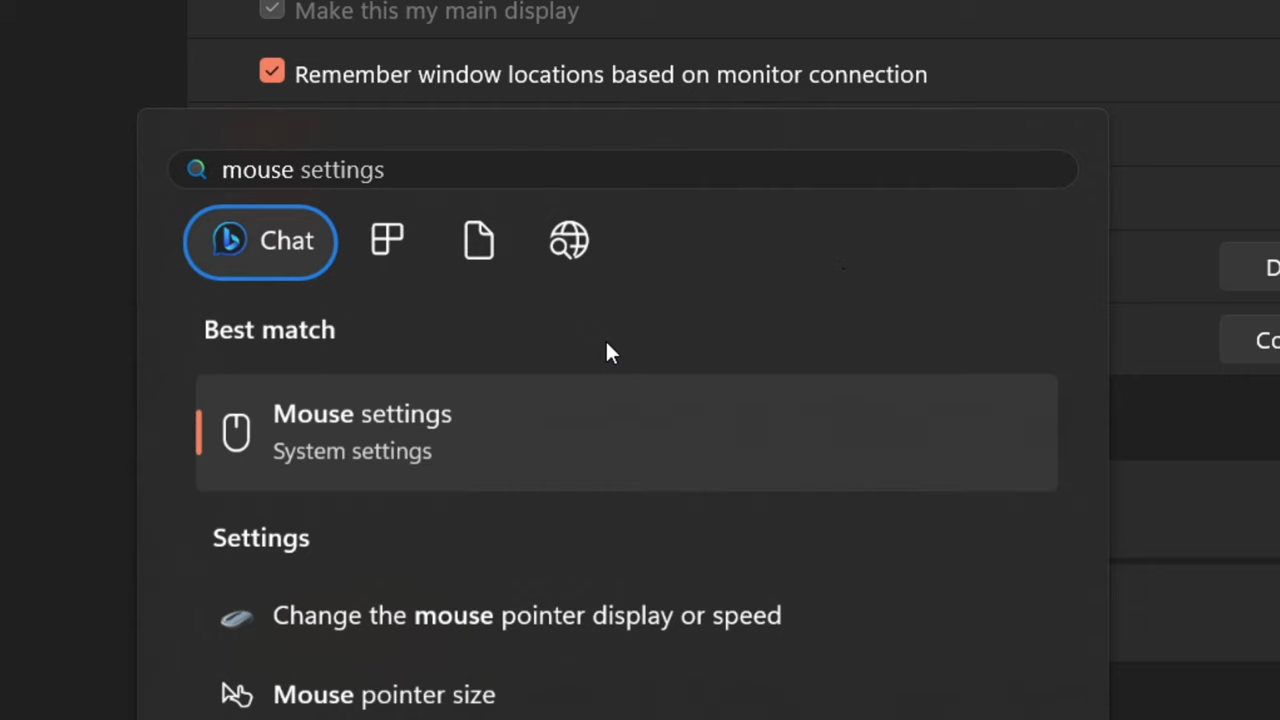 Make this my main display
Remember window locations based on monitor connection
mouse settings
Chat
Best match
Mouse settings
System settings
Settings
Change the mouse pointer display or speed
Mouse pointer size